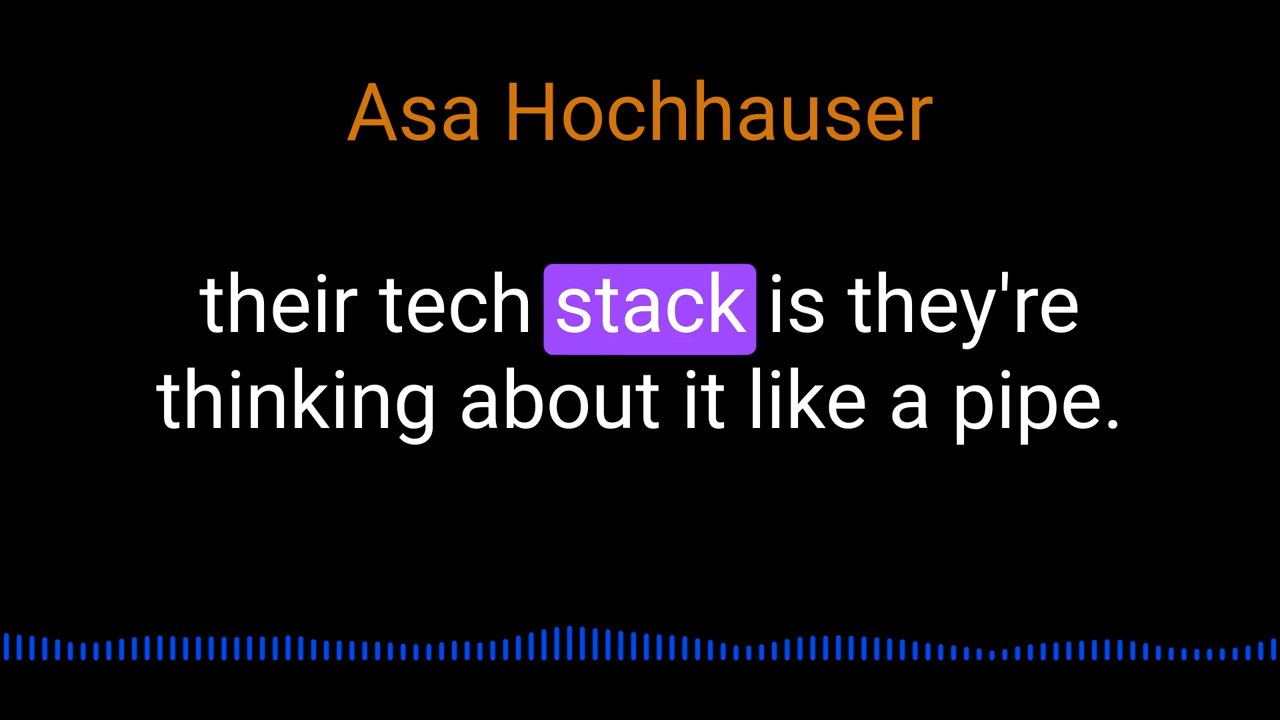 Asa Hochhauser
their tech stack is they're
thinking about it like a pipe.